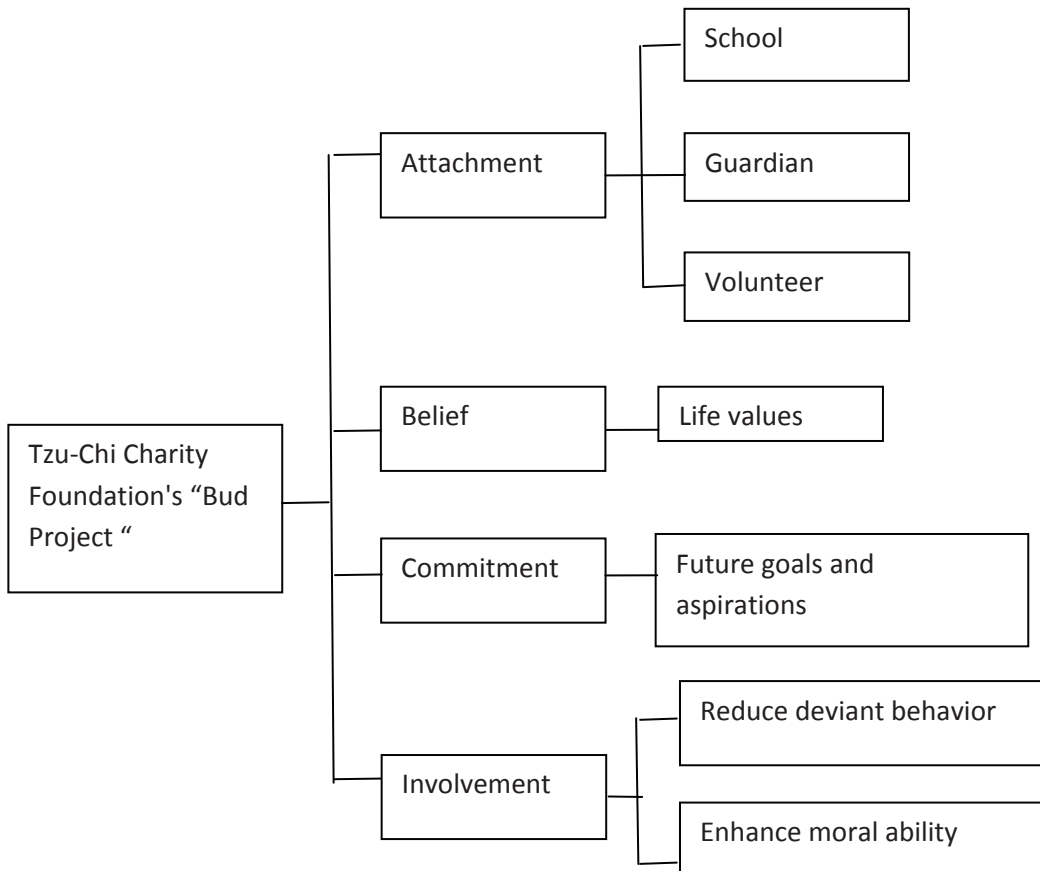 School
Attachment
Guardian
Volunteer
Belief
Life values
Tzu-Chi Charity
Foundation's “Bud
Project “
Commitment
Future goals and
aspirations
Reduce deviant behavior
Involvement
Enhance moral ability